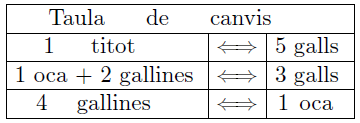 Taula de canvis
1 titot ⟺ 5 galls
1 oca + 2 gallines ⟺ 3 galls
4 gallines ⟺ 1 oca